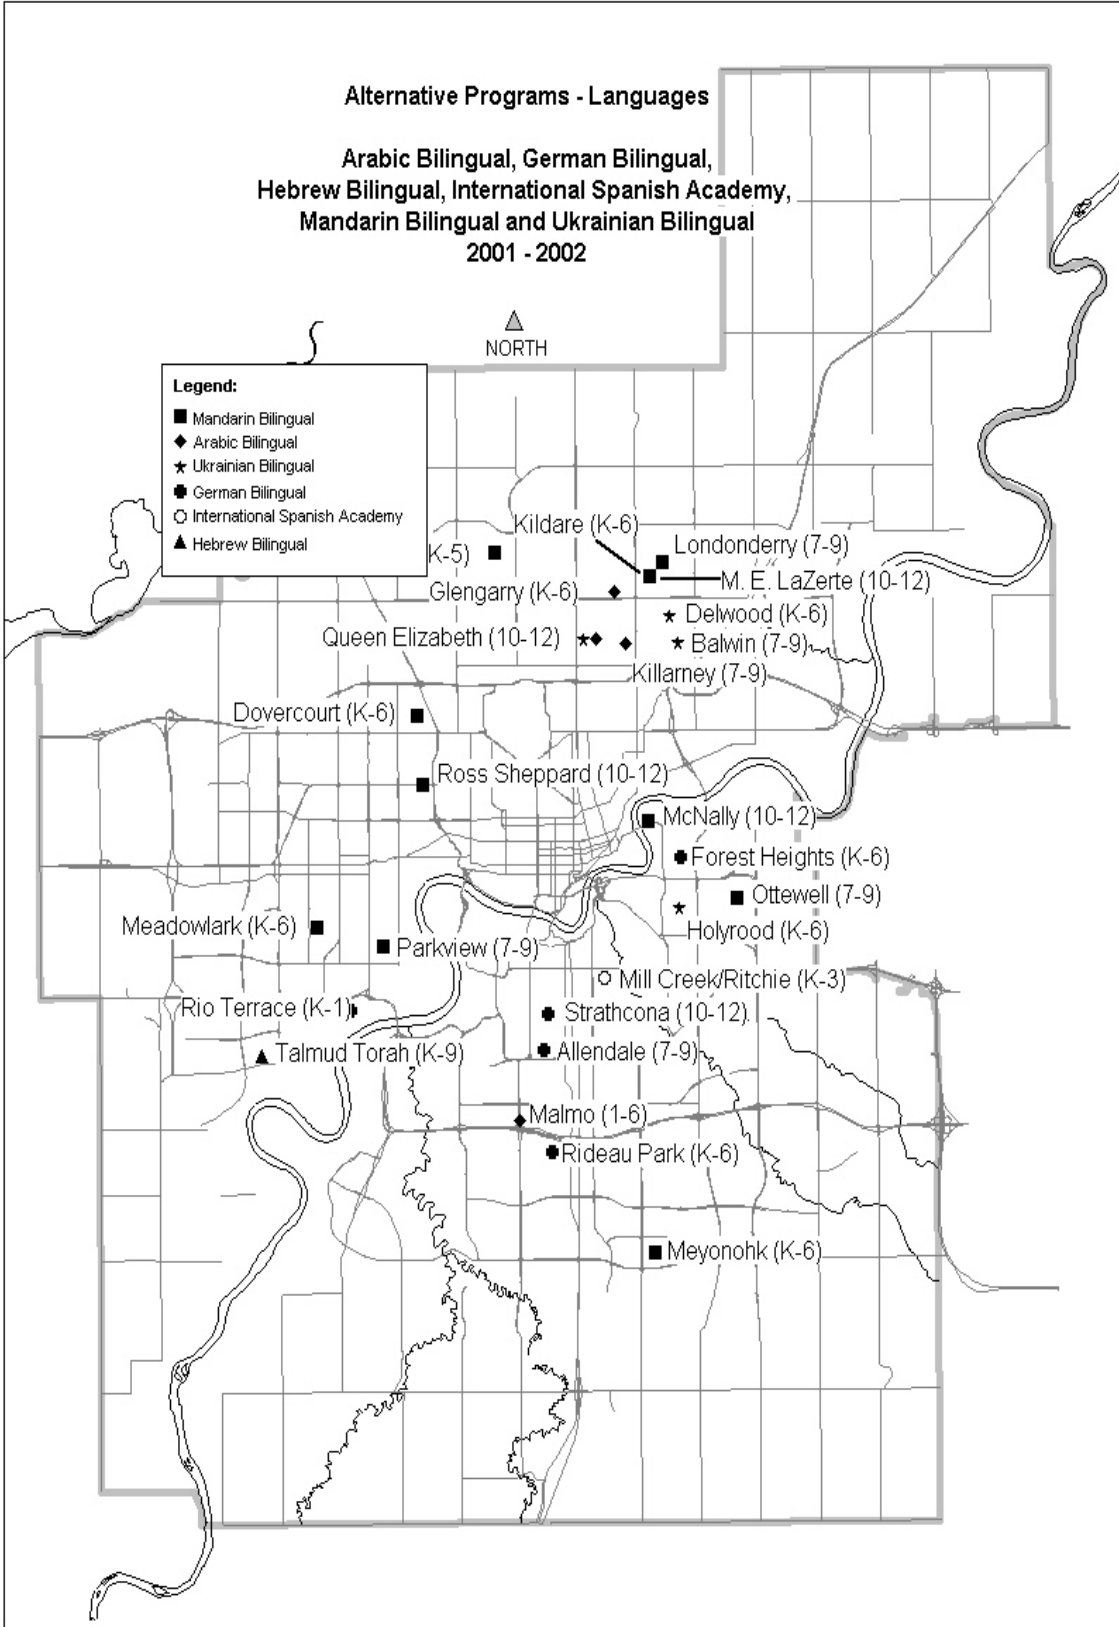 Alternative Programs - Languages
Arabic Bilingual, German Bilingual,
Hebrew Bilingual, International Spanish Academy,
Mandarin Bilingual and Ukrainian Bilingual
2001 - 2002
NORTH
Legend:
Mandarin Bilingual
Arabic Bilingual
Ukrainian Bilingual
German Bilingual
International Spanish Academy
Hebrew Bilingual
Kildare (K-6)
Londonderry (7-9)
K-5)
M. E. LaZerte (10-12)
Glengarry (K-6)
Delwood (K-6)
Queen Elizabeth (10-12)
Balwin (7-9)
Killarney (7-9)
Dovercourt (K-6)
Ross Sheppard (10-12)
McNally (10-12)
Forest Heights (K-6)
Ottewell (7-9)
Meadowlark (K-6)
Holyrood (K-6)
Parkview (7-9)
Mill Creek/Ritchie (K-3)
Rio Terrace (K-1)
Strathcona (10-12)
Talmud Torah (K-9)
Allendale (7-9)
Malmo (1-6)
Rideau Park (K-6)
Meyonohk (K-6)